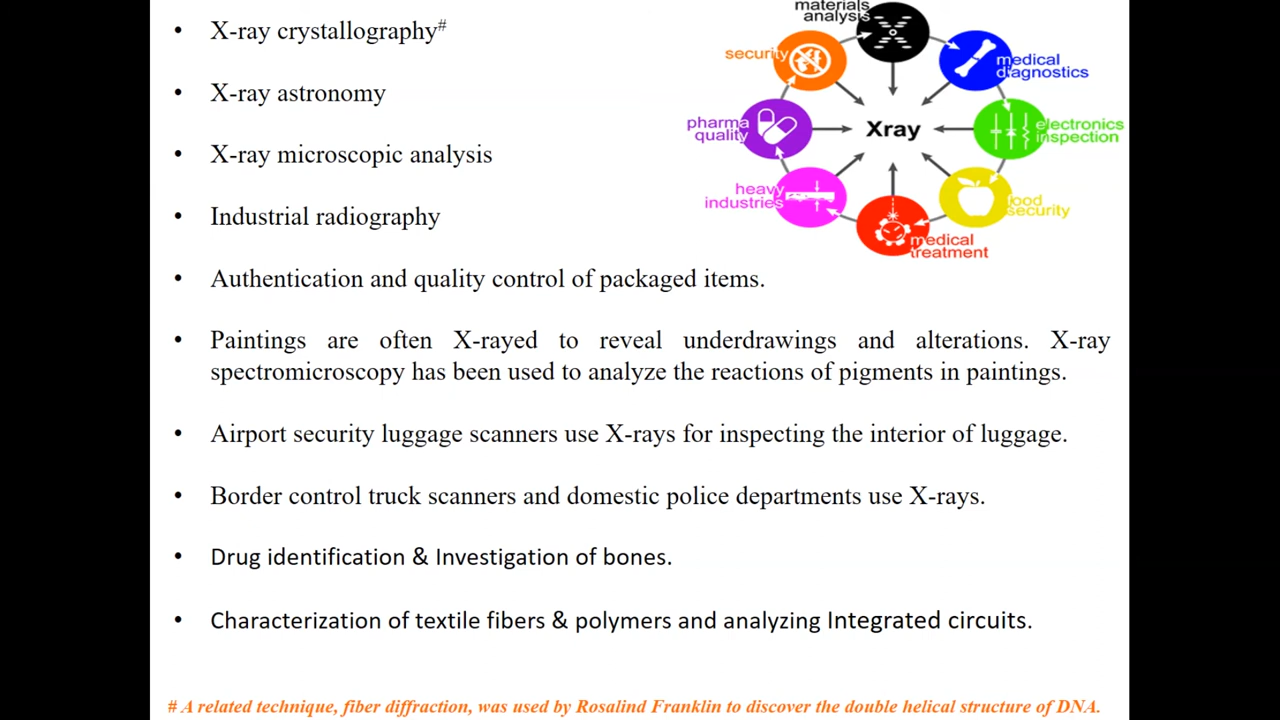 • X-ray crystallography#
• X-ray astronomy
• X-ray microscopic analysis
• Industrial radiography
• Authentication and quality control of packaged items.
• Paintings are often X-rayed to reveal underdrawings and alterations. X-ray
spectromicroscopy has been used to analyze the reactions of pigments in paintings.
• Airport security luggage scanners use X-rays for inspecting the interior of luggage.
• Border control truck scanners and domestic police departments use X-rays.
• Drug identification & Investigation of bones.
• Characterization of textile fibers & polymers and analyzing Integrated circuits.
materials
analysis
security
medical
diagnostics
pharma
quality
Xray
electronics
inspection
heavy
industries
food
security
medical
treatment
# A related technique, fiber diffraction, was used by Rosalind Franklin to discover the double helical structure of DNA.